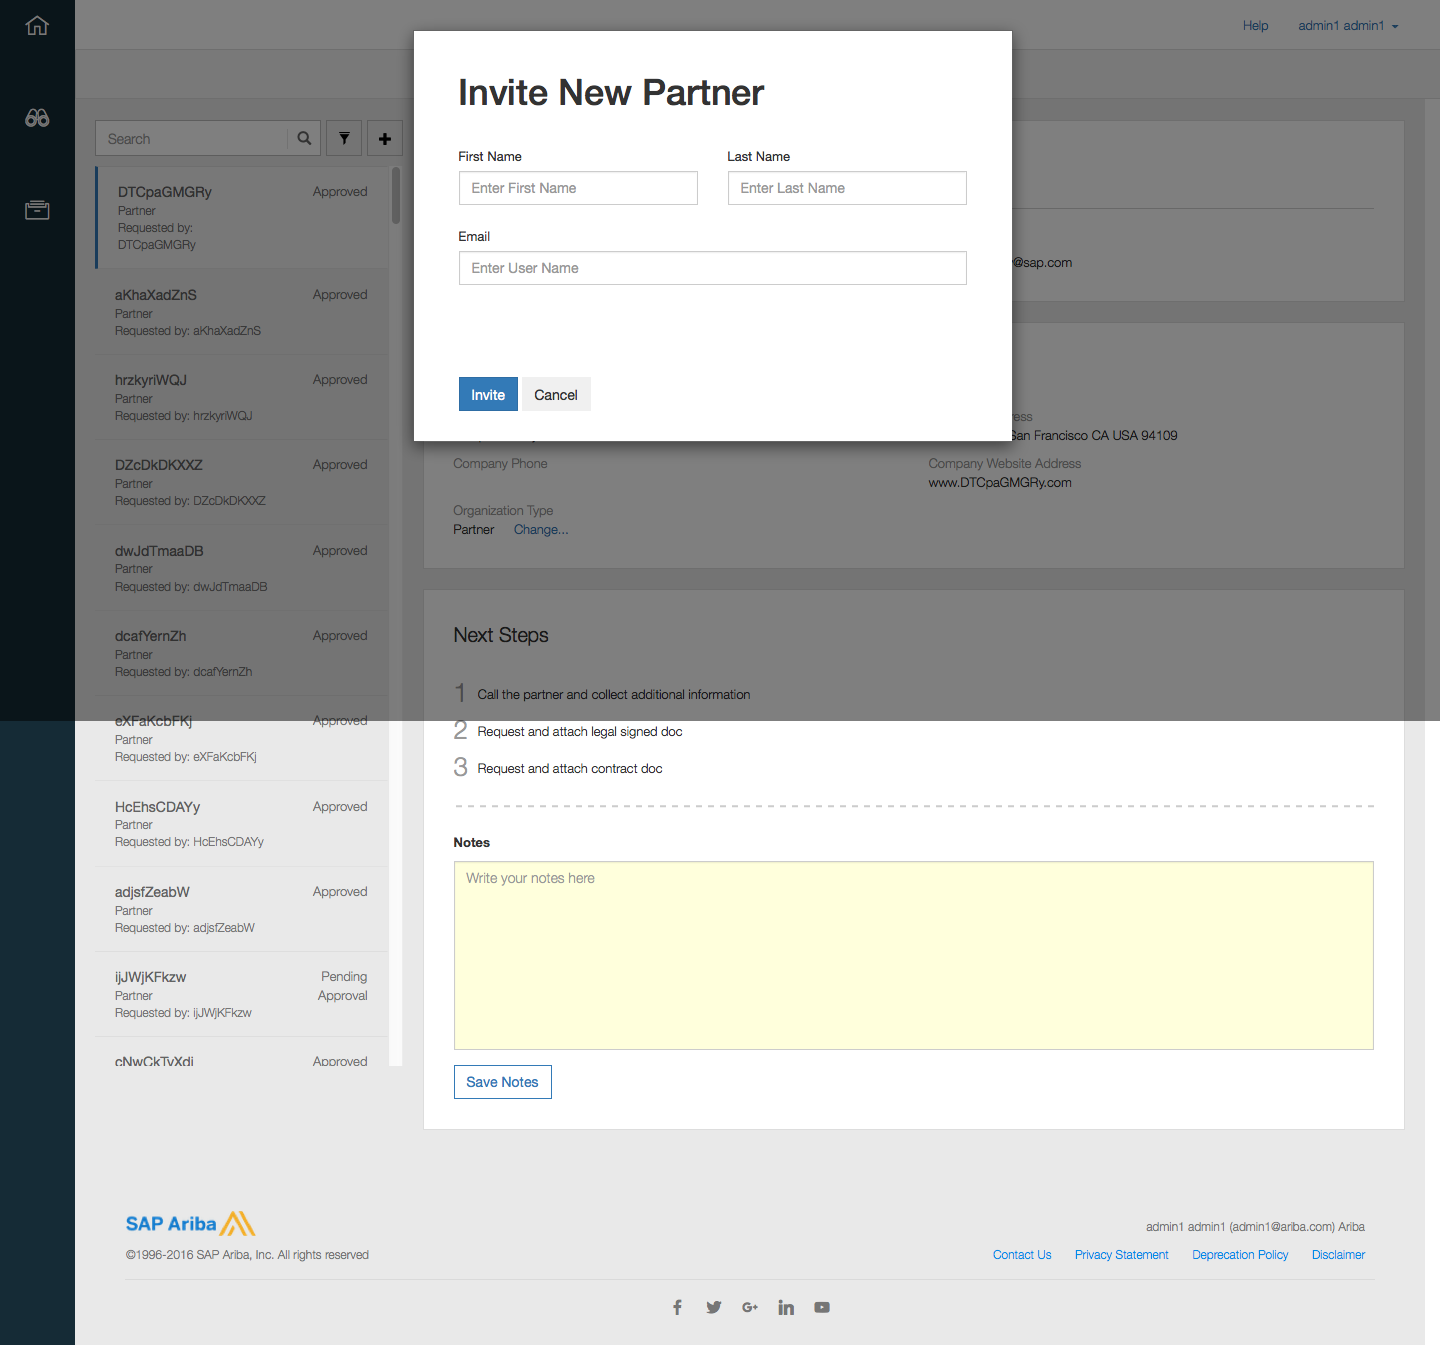 Help admin1 admin1
Invite New Partner
First Name Last Name
Enter First Name Enter Last Name
Email
Enter User Name
Invite Cancel
Search
DTCpaGMGRy Approved
Partner
Requested by:
DTCpaGMGRy
aKhaXadZnS Approved
Partner
Requested by: aKhaXadZnS
hrzkyriWQJ Approved
Partner
Requested by: hrzkyriWQJ
DZcDkDKXXZ Approved
Partner
Requested by: DZcDkDKXXZ
dwJdTmaaDB Approved
Partner
Requested by: dwJdTmaaDB
dcafYernZh Approved
Partner
Requested by: dcafYernZh
eXFaKcbFKj Approved
Partner
Requested by: eXFaKcbFKj
HcEhsCDAYy Approved
Partner
Requested by: HcEhsCDAYy
adjsfZeabW Approved
Partner
Requested by: adjsfZeabW
ijJWjKFkzw Pending Approval
Partner
Requested by: ijJWjKFkzw
cNwCkTvXdi Approved
@sap.com
ress
San Francisco CA USA 94109
Company Phone
Company Website Address
www.DTCpaGMGRy.com
Organization Type
Partner Change...
Next Steps
1 Call the partner and collect additional information
2 Request and attach legal signed doc
3 Request and attach contract doc
Notes
Write your notes here
Save Notes
SAP Ariba
©1996-2016 SAP Ariba, Inc. All rights reserved
admin1 admin1 (admin1@ariba.com) Ariba
Contact Us Privacy Statement Deprecation Policy Disclaimer